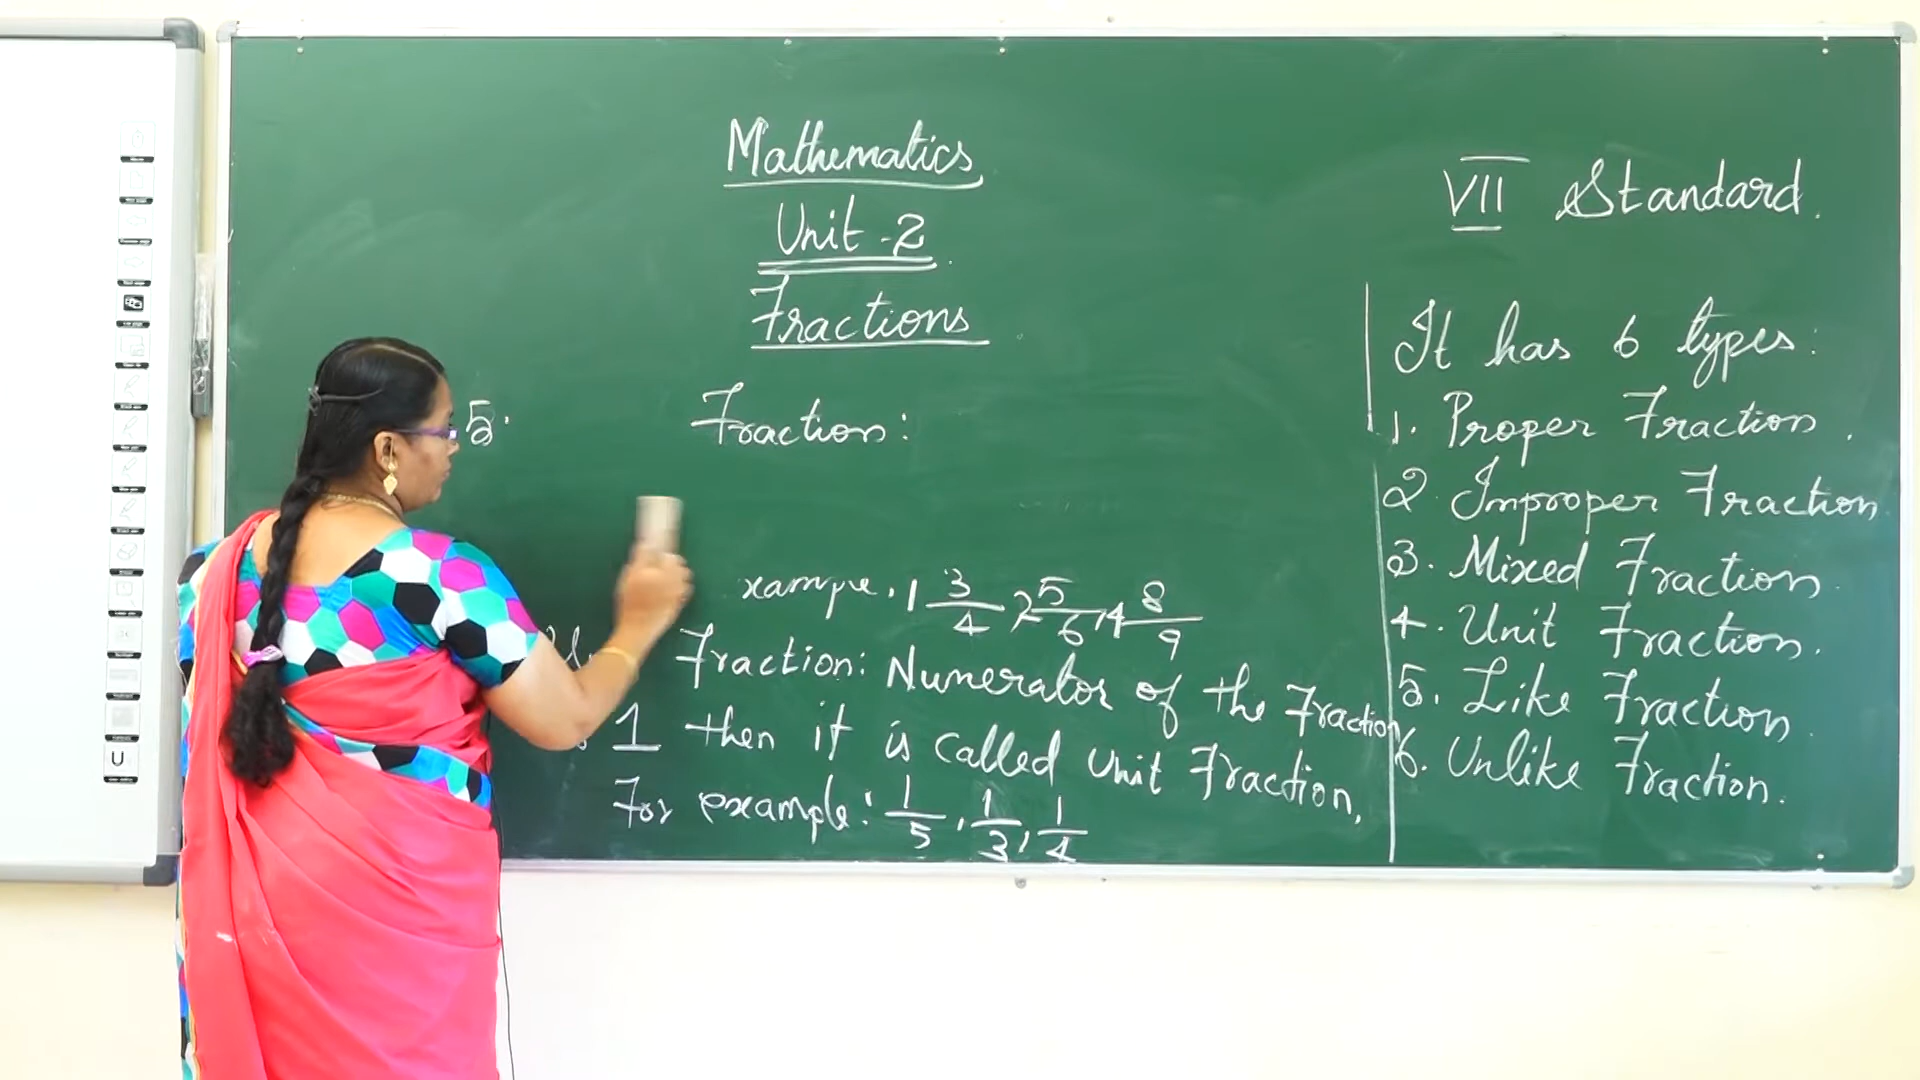 Mathematics
Unit - 2
Fractions
5. Fraction:
xample, 1 3/4, 2 5/6, 4 8/9
Fraction: Numerator of the Fraction
1 then it is called Unit Fraction,
For example: 1/5, 1/3, 1/4
VII Standard.
It has 6 types:
1. Proper Fraction.
2. Improper Fraction
3. Mixed Fraction.
4. Unit Fraction.
5. Like Fraction.
6. Unlike Fraction.
U